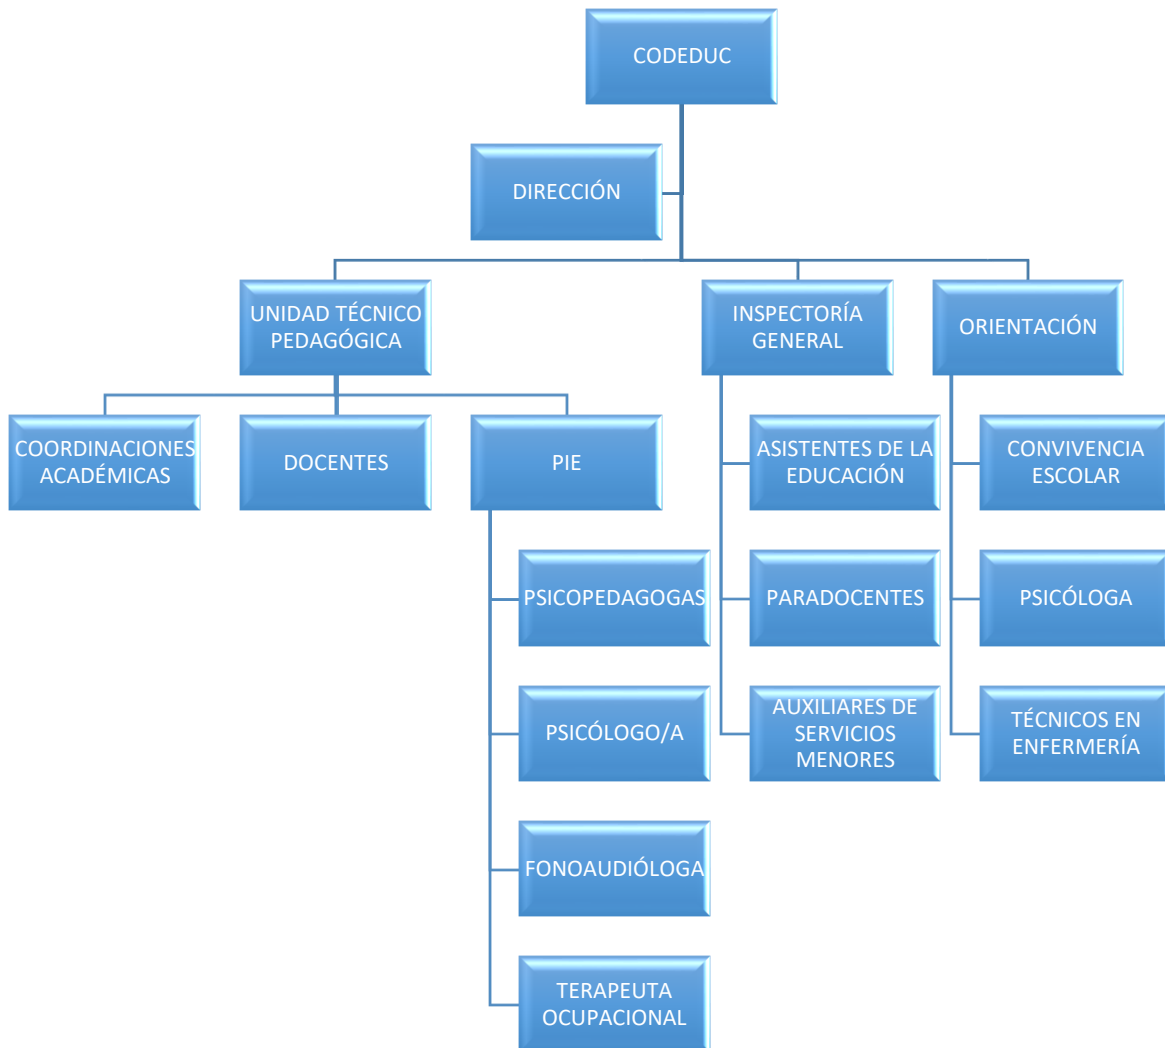 CODEDUC
DIRECCIÓN
UNIDAD TÉCNICO
PEDAGÓGICA
INSPECTORÍA
GENERAL
ORIENTACIÓN
COORDINACIONES
ACADÉMICAS
DOCENTES
PIE
ASISTENTES DE LA
EDUCACIÓN
CONVIVENCIA
ESCOLAR
PSICOPEDAGOGAS
PARADOCENTES
PSICÓLOGA
PSICÓLOGO/A
AUXILIARES DE
SERVICIOS
MENORES
TÉCNICOS EN
ENFERMERÍA
FONOAUDIÓLOGA
TERAPEUTA
OCUPACIONAL